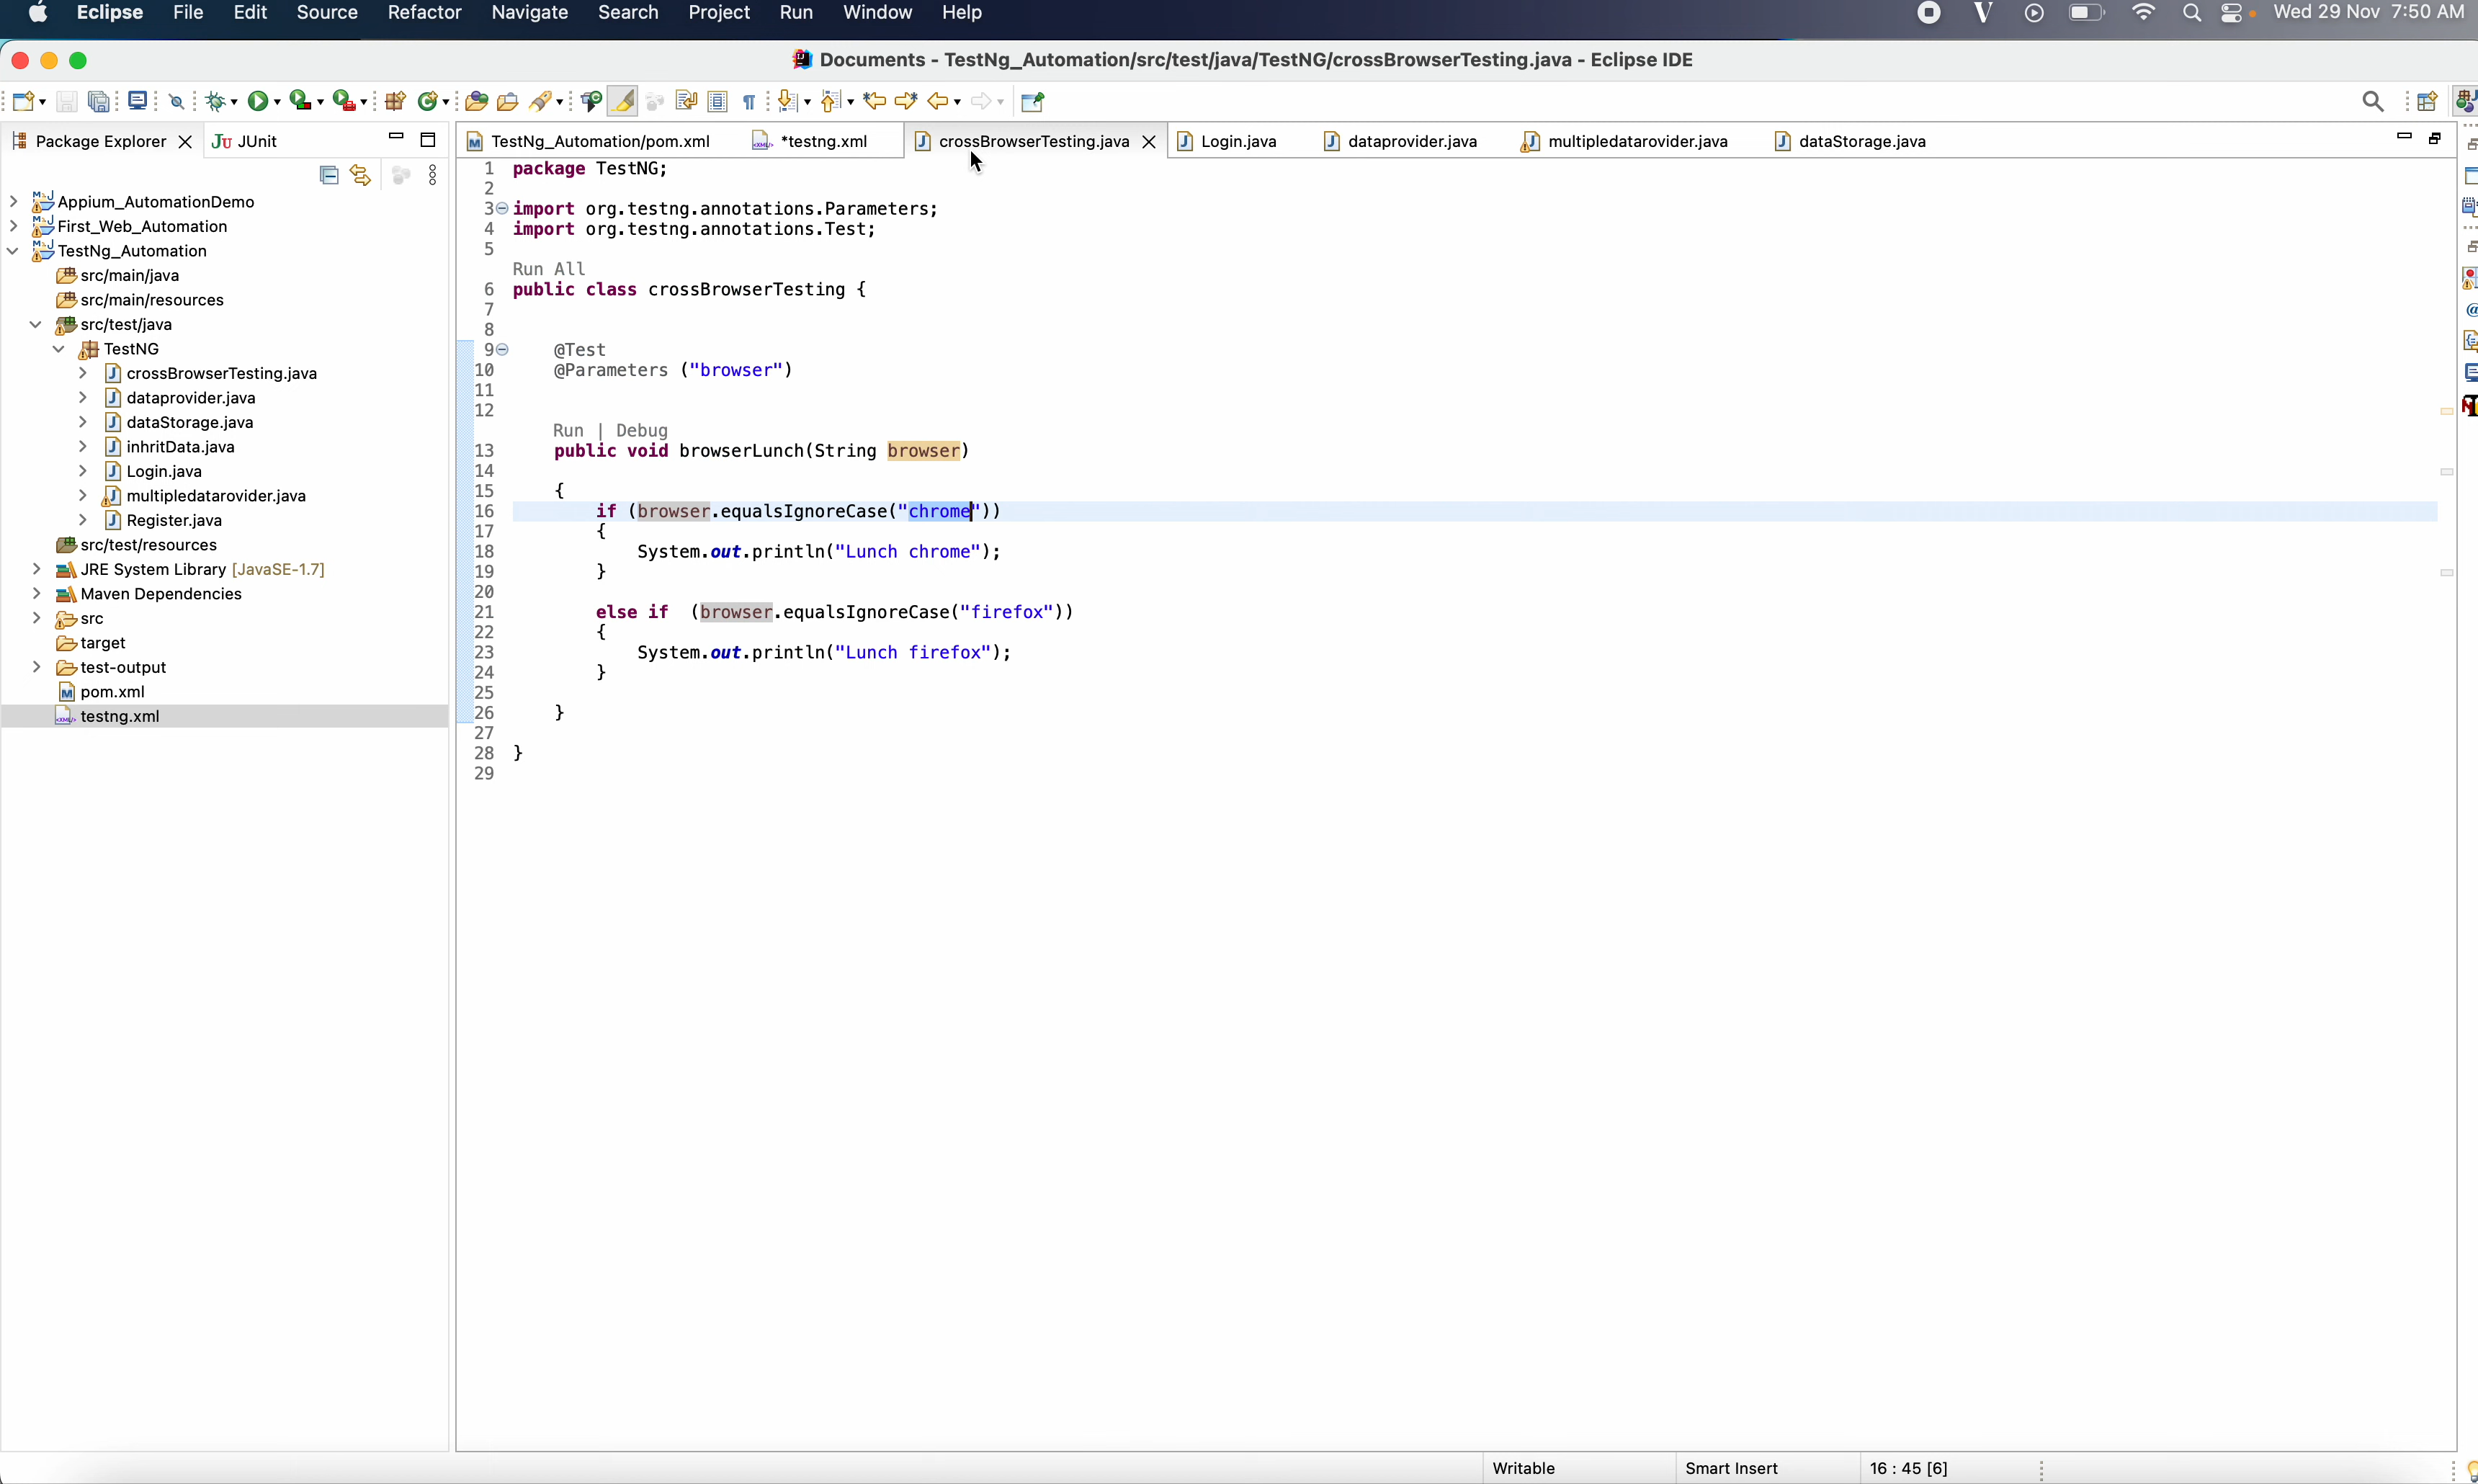 Eclipse File Edit Source Refactor Navigate Search Project Run Window Help V Wed 29 Nov 7:50 AM
Documents - TestNg_Automation/src/test/java/TestNG/crossBrowserTesting.java - Eclipse IDE
Package Explorer JU JUnit
TestNg_Automation/pom.xml *testng.xml crossBrowserTesting.java Login.java dataprovider.java multipledatarovider.java dataStorage.java
Appium_AutomationDemo
First_Web_Automation
TestNg_Automation
src/main/java
src/main/resources
src/test/java
TestNG
crossBrowserTesting.java
dataprovider.java
dataStorage.java
inhritData.java
Login.java
multipledatarovider.java
Register.java
src/test/resources
JRE System Library [JavaSE-1.7]
Maven Dependencies
src
target
test-output
pom.xml
testng.xml
1 package TestNG;
2
3 import org.testng.annotations.Parameters;
4 import org.testng.annotations.Test;
5
Run All
6 public class crossBrowserTesting {
7
8
9 @Test
10 @Parameters ("browser")
11
12
Run | Debug
13 public void browserLunch(String browser)
14
15 {
16 if (browser.equalsIgnoreCase("chrome"))
17 {
18 System.out.println("Lunch chrome");
19 }
20
21 else if (browser.equalsIgnoreCase("firefox"))
22 {
23 System.out.println("Lunch firefox");
24 }
25
26 }
27
28 }
29
Writable Smart Insert 16 : 45 [6]